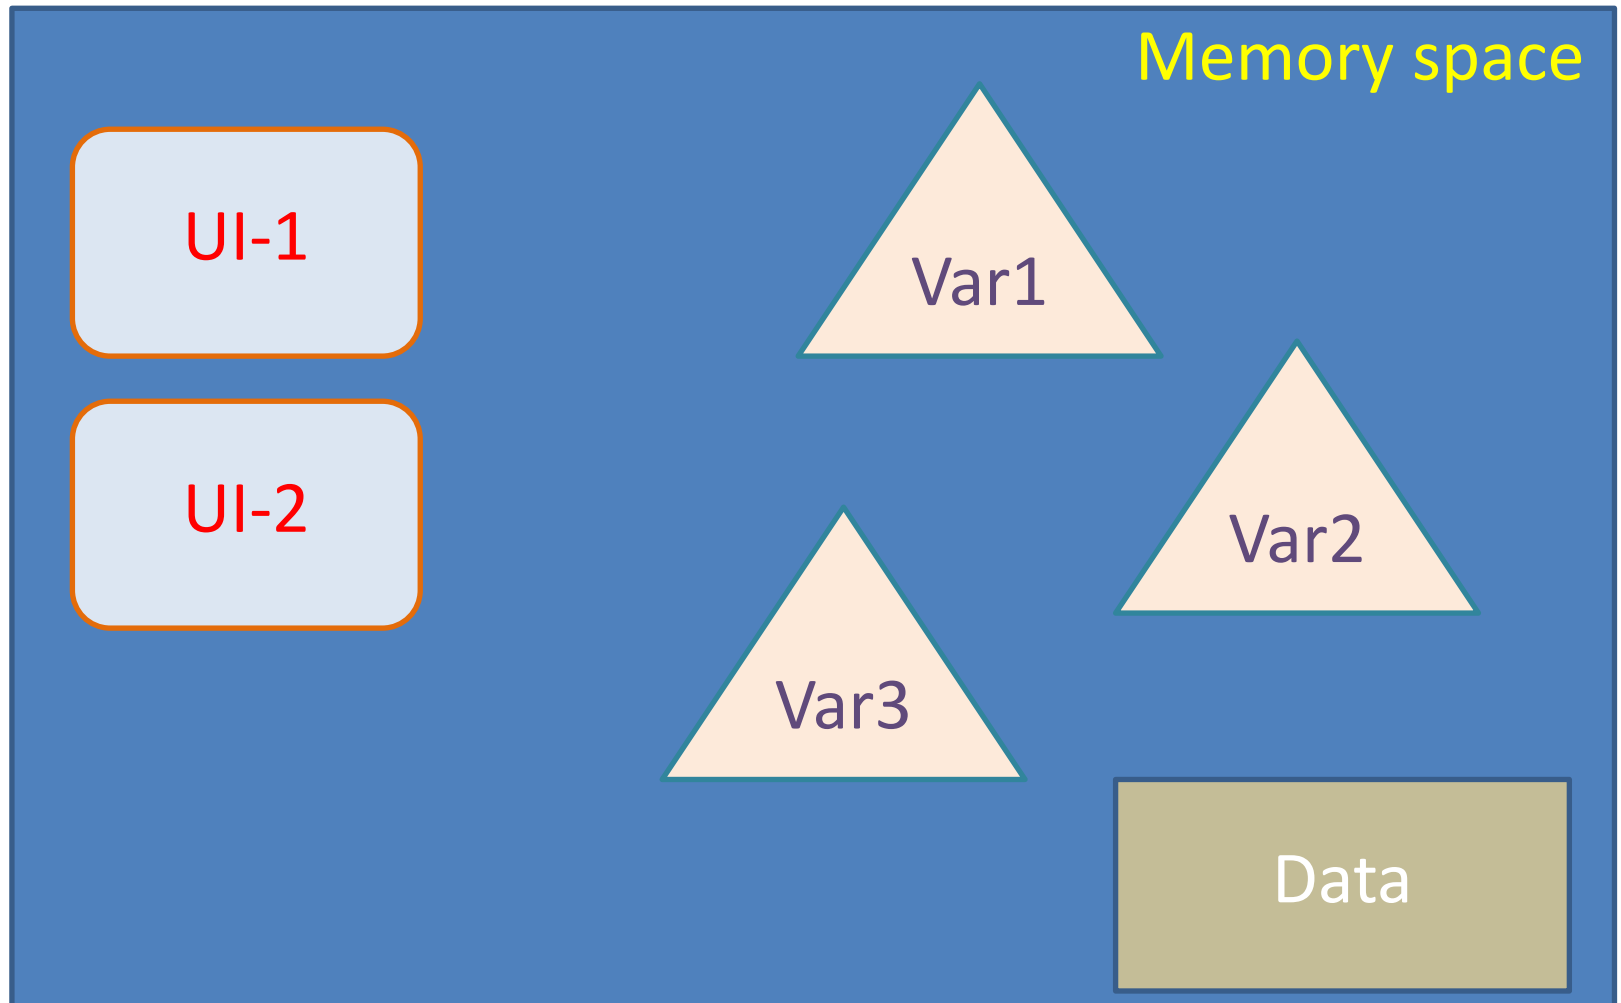 Memory space
UI-1
Var1
UI-2
Var2
Var3
Data